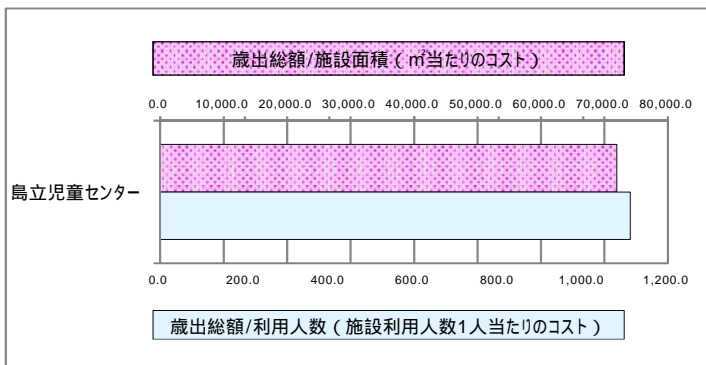 歳出総額/施設面積（㎡当たりのコスト）
0.0 10,000.0 20,000.0 30,000.0 40,000.0 50,000.0 60,000.0 70,000.0 80,000.0
島立児童センター
0.0 200.0 400.0 600.0 800.0 1,000.0 1,200.0
歳出総額/利用人数（施設利用人数1人当たりのコスト）